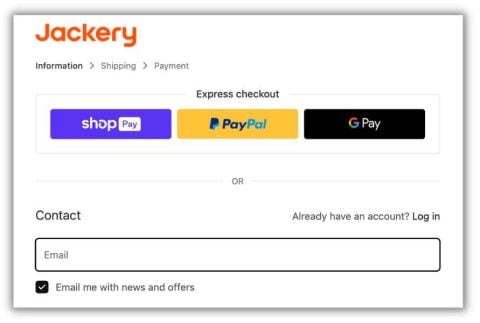 Jackery
Information > Shipping > Payment
Express checkout
shop Pay PayPal G Pay
OR
Contact Already have an account? Log in
Email
Email me with news and offers